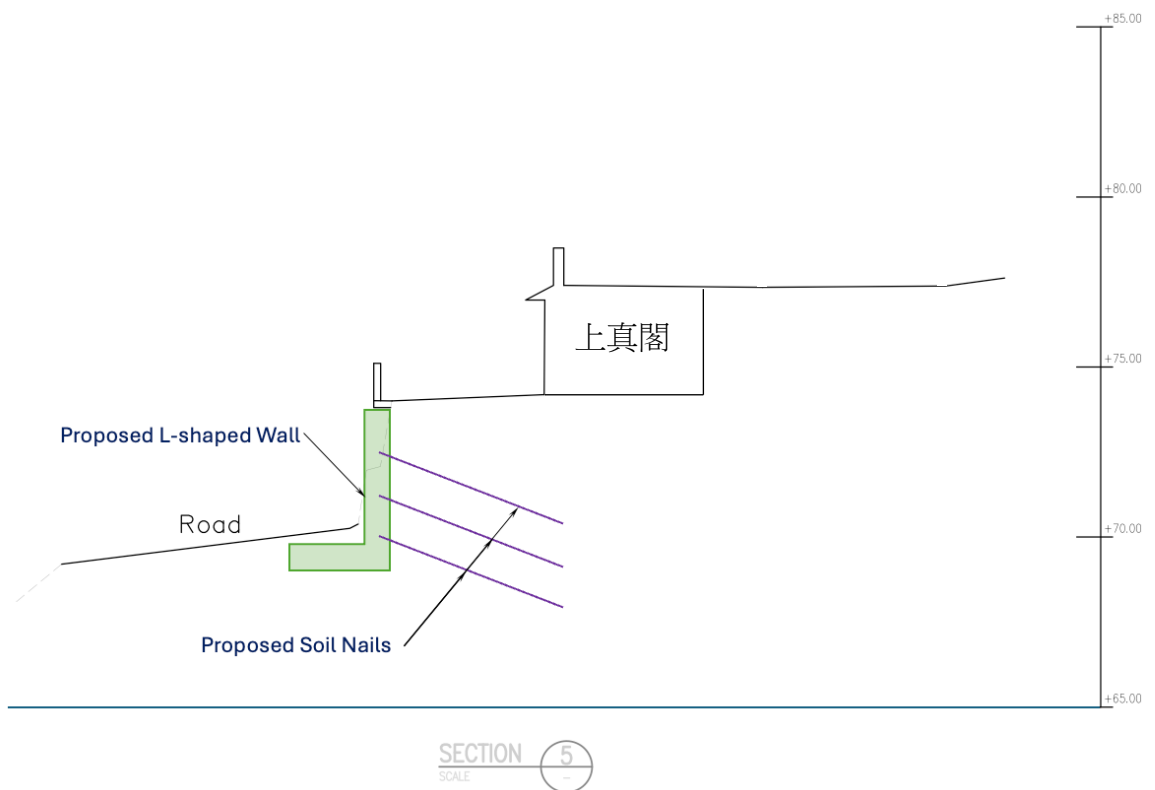 +85.00
+80.00
上真閣
+75.00
Proposed L-shaped Wall
Road
+70.00
Proposed Soil Nails
+65.00
SECTION 5
SCALE –